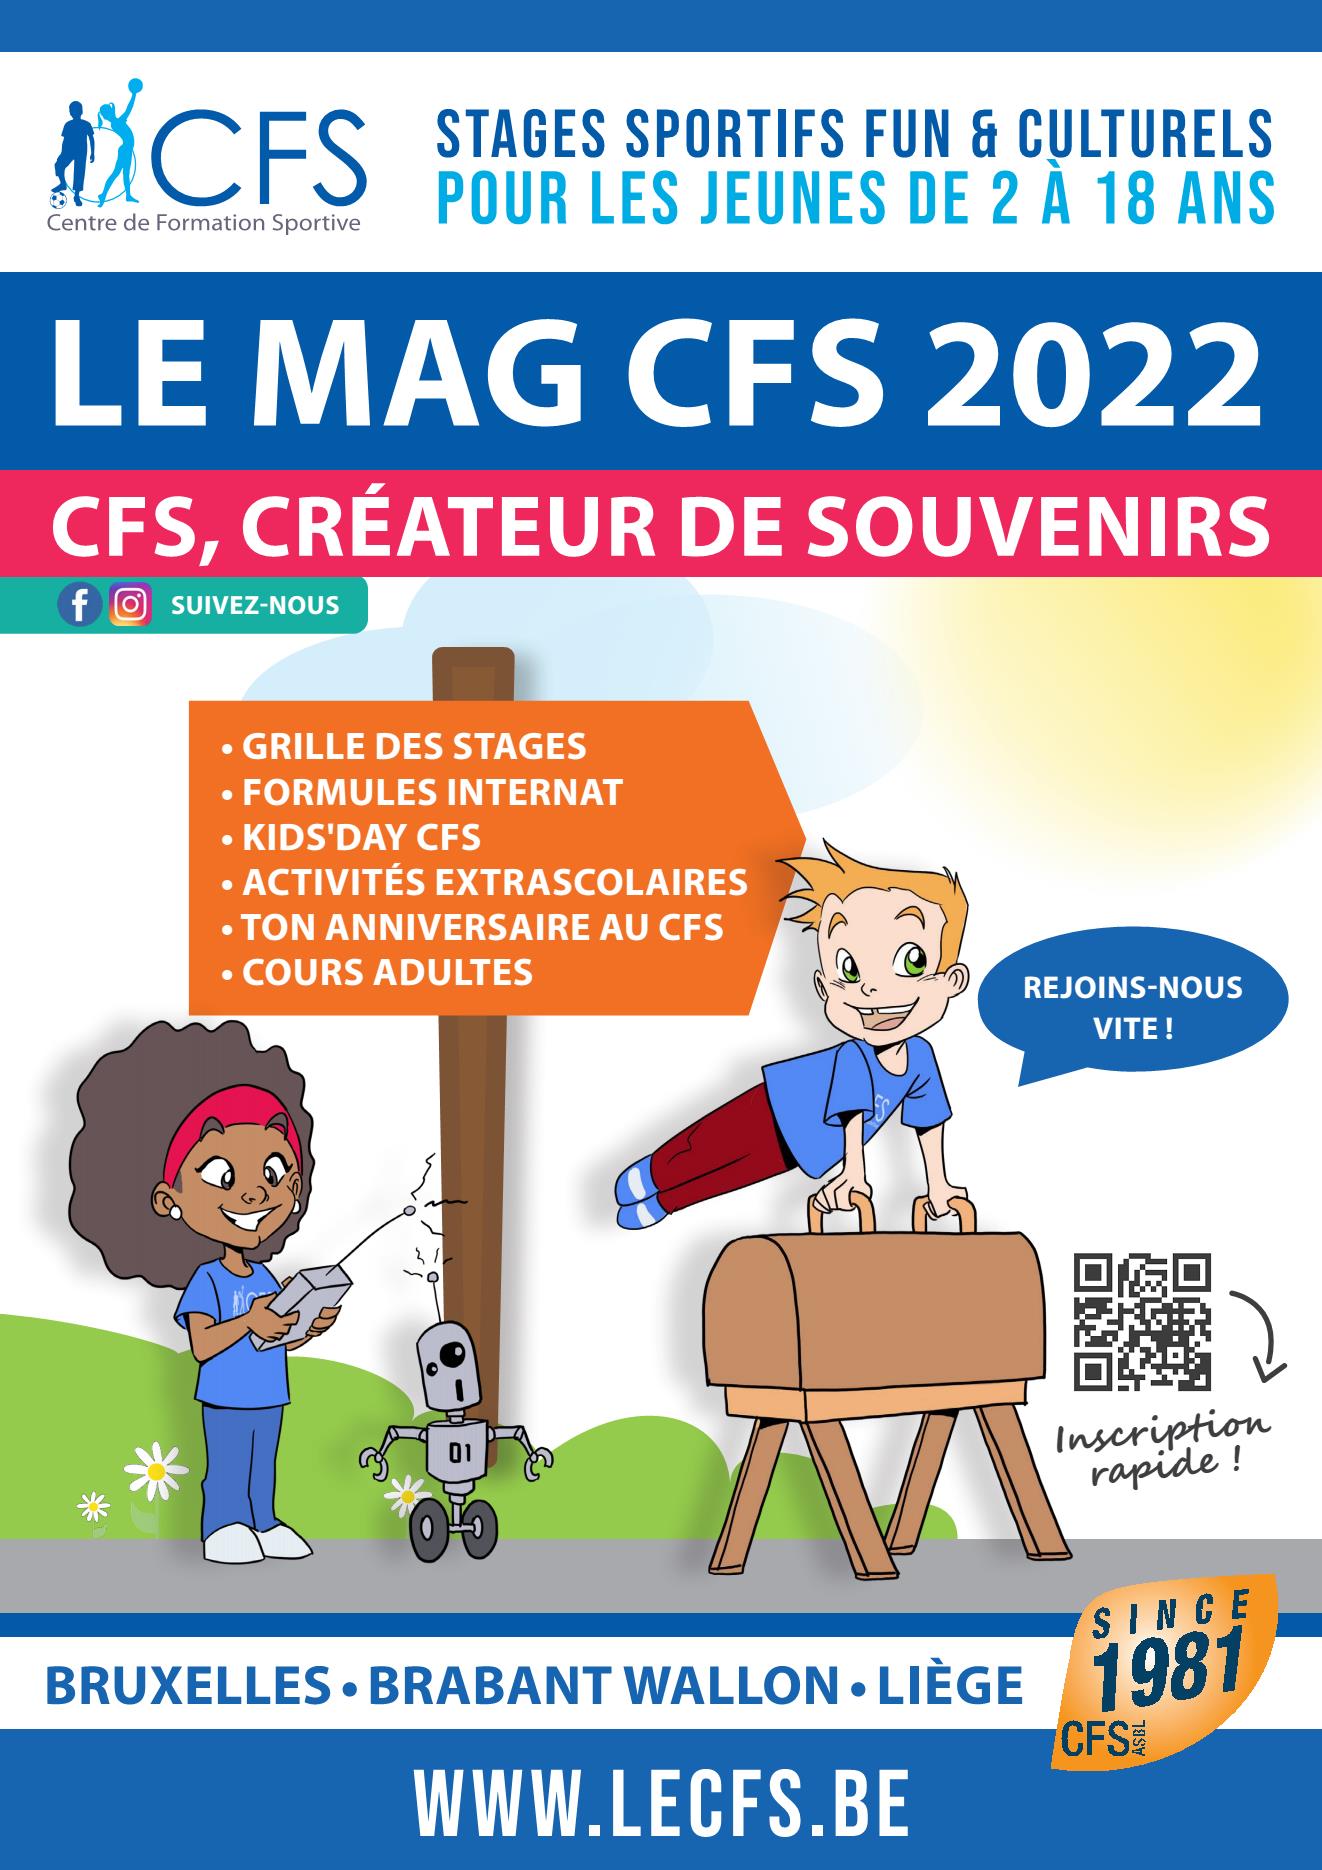 CFS
Centre de Formation Sportive
STAGES SPORTIFS FUN & CULTURELS
POUR LES JEUNES DE 2 À 18 ANS
LE MAG CFS 2022
CFS, CRÉATEUR DE SOUVENIRS
SUIVEZ-NOUS
• GRILLE DES STAGES
• FORMULES INTERNAT
• KIDS'DAY CFS
• ACTIVITÉS EXTRASCOLAIRES
• TON ANNIVERSAIRE AU CFS
• COURS ADULTES
REJOINS-NOUS
VITE !
01
Inscription
rapide !
SINCE
1981
CFS ASBL
BRUXELLES • BRABANT WALLON • LIÈGE
WWW.LECFS.BE